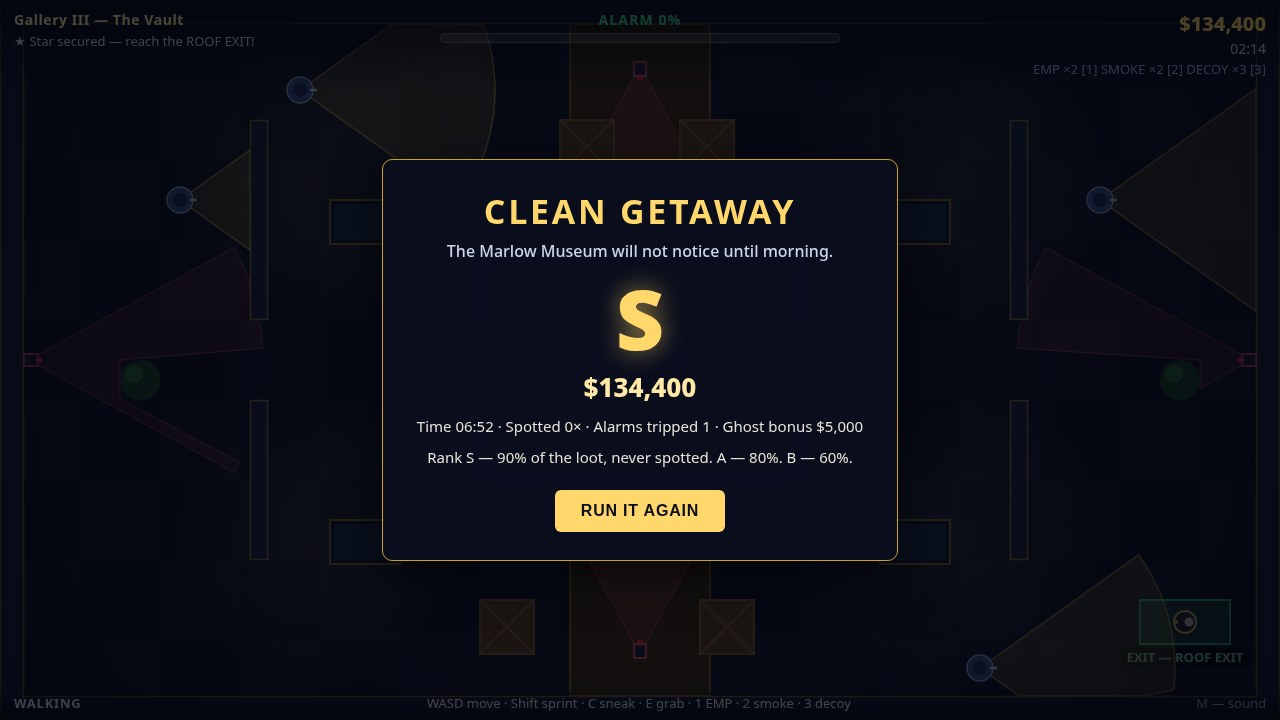 Gallery III — The Vault
★ Star secured — reach the ROOF EXIT!
ALARM 0%
$134,400
02:14
EMP ×2 [1] SMOKE ×2 [2] DECOY ×3 [3]
CLEAN GETAWAY
The Marlow Museum will not notice until morning.
S
$134,400
Time 06:52 · Spotted 0× · Alarms tripped 1 · Ghost bonus $5,000
Rank S — 90% of the loot, never spotted. A — 80%. B — 60%.
RUN IT AGAIN
EXIT — ROOF EXIT
WALKING
WASD move · Shift sprint · C sneak · E grab · 1 EMP · 2 smoke · 3 decoy
M — sound